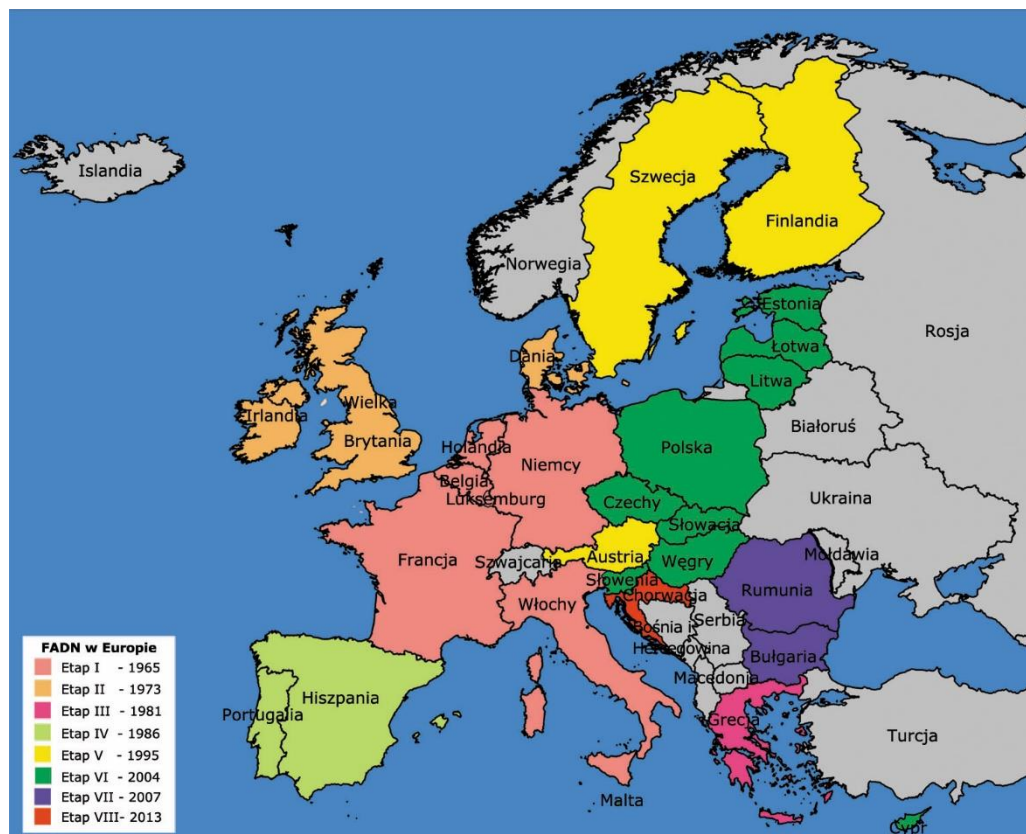 Islandia
Szwecja
Finlandia
Norwegia
Estonia
Rosja
Łotwa
Dania
Litwa
Irlandia
Wielka
Brytania
Białoruś
Holandia
Polska
Niemcy
Belgia
Luksemburg
Ukraina
Czechy
Słowacja
Francja
Szwajcaria
Austria
Węgry
Mołdawia
Słowenia
Chorwacja
Rumunia
Włochy
Serbia
Bośnia i
Hercegowina
Bułgaria
Macedonja
Hiszpania
Portugalia
Grecja
Turcja
Malta
Cypr
FADN w Europie
Etap I - 1965
Etap II - 1973
Etap III - 1981
Etap IV - 1986
Etap V - 1995
Etap VI - 2004
Etap VII - 2007
Etap VIII- 2013